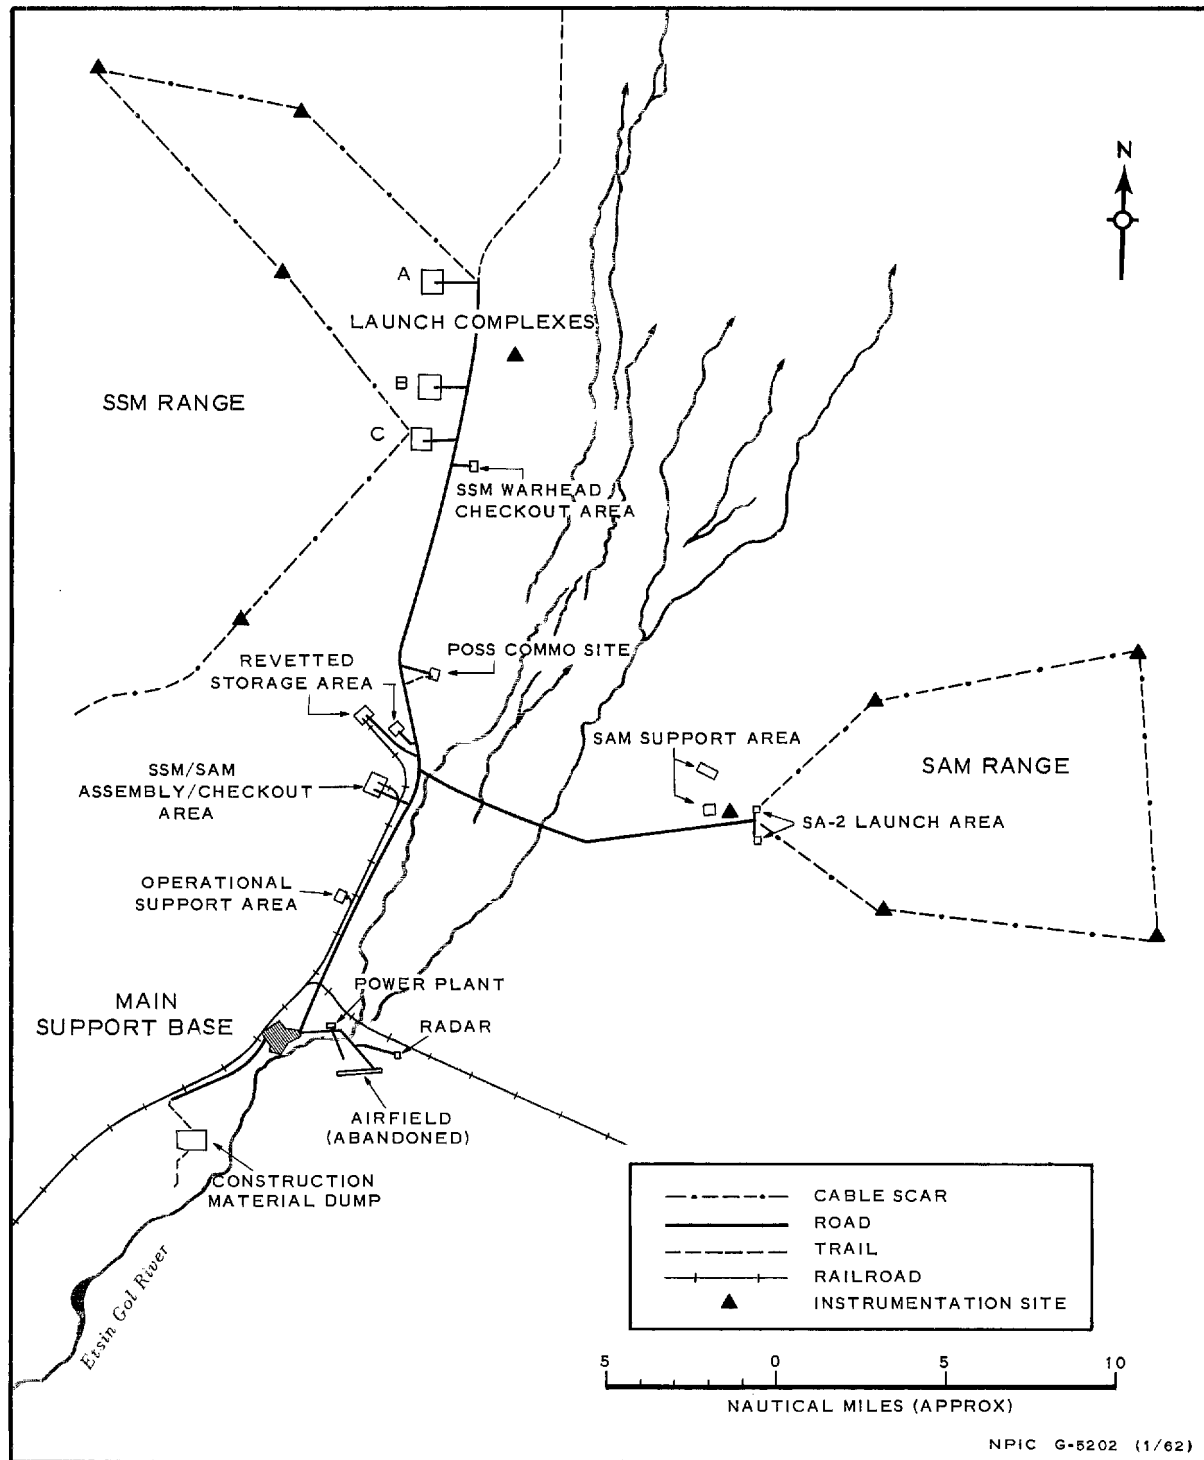 N
A
LAUNCH COMPLEXES
B
SSM RANGE
C
SSM WARHEAD
CHECKOUT AREA
POSS COMMO SITE
REVETTED
STORAGE AREA
SAM SUPPORT AREA
SSM/SAM
ASSEMBLY/CHECKOUT
AREA
SAM RANGE
SA-2 LAUNCH AREA
OPERATIONAL
SUPPORT AREA
POWER PLANT
MAIN
SUPPORT BASE
RADAR
AIRFIELD
(ABANDONED)
CONSTRUCTION
MATERIAL DUMP
Etsin Gol River
CABLE SCAR
ROAD
TRAIL
RAILROAD
INSTRUMENTATION SITE
5 0 5 10
NAUTICAL MILES (APPROX)
NPIC G-5202 (1/62)